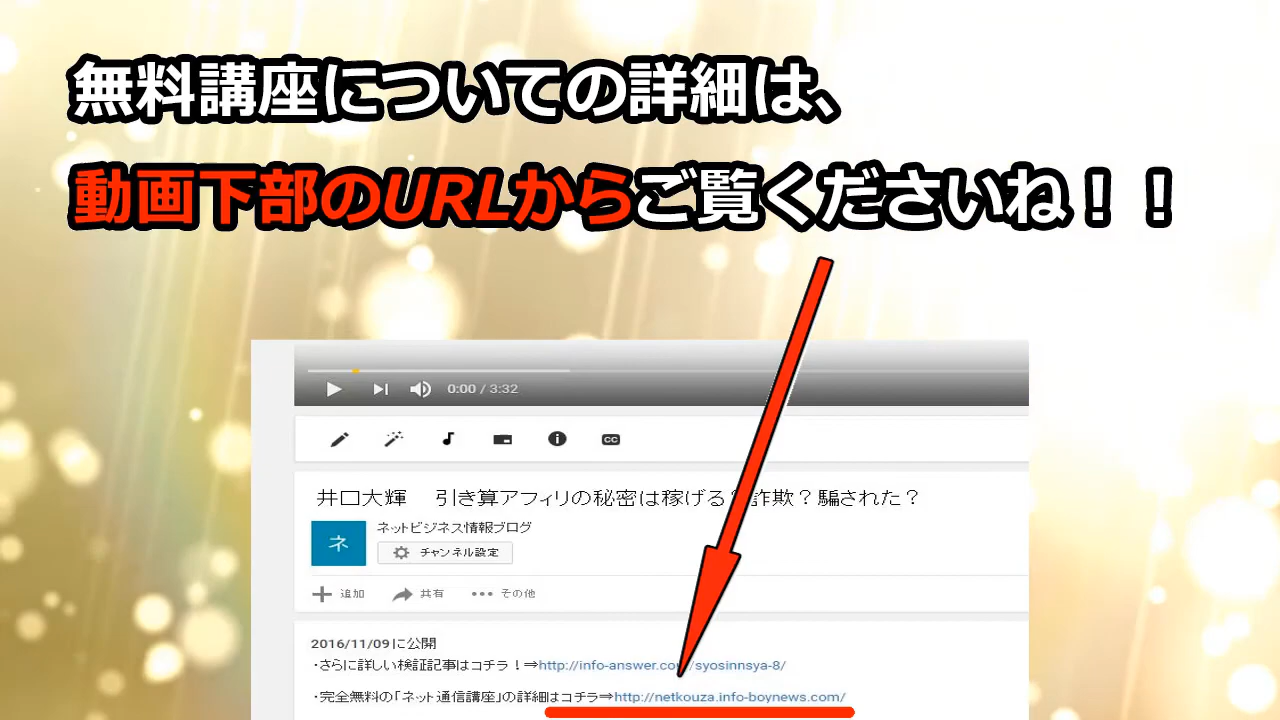 無料講座についての詳細は、
動画下部のURLからご覧くださいね！！
0:00 / 3:32
CC
井口大輝　引き算アフィリの秘密は稼げる？詐欺？騙された？
ネ
ネットビジネス情報ブログ
チャンネル設定
追加 共有 その他
2016/11/09 に公開
・さらに詳しい検証記事はコチラ！⇒http://info-answer.com/syosinnsya-8/
・完全無料の「ネット通信講座」の詳細はコチラ⇒http://netkouza.info-boynews.com/